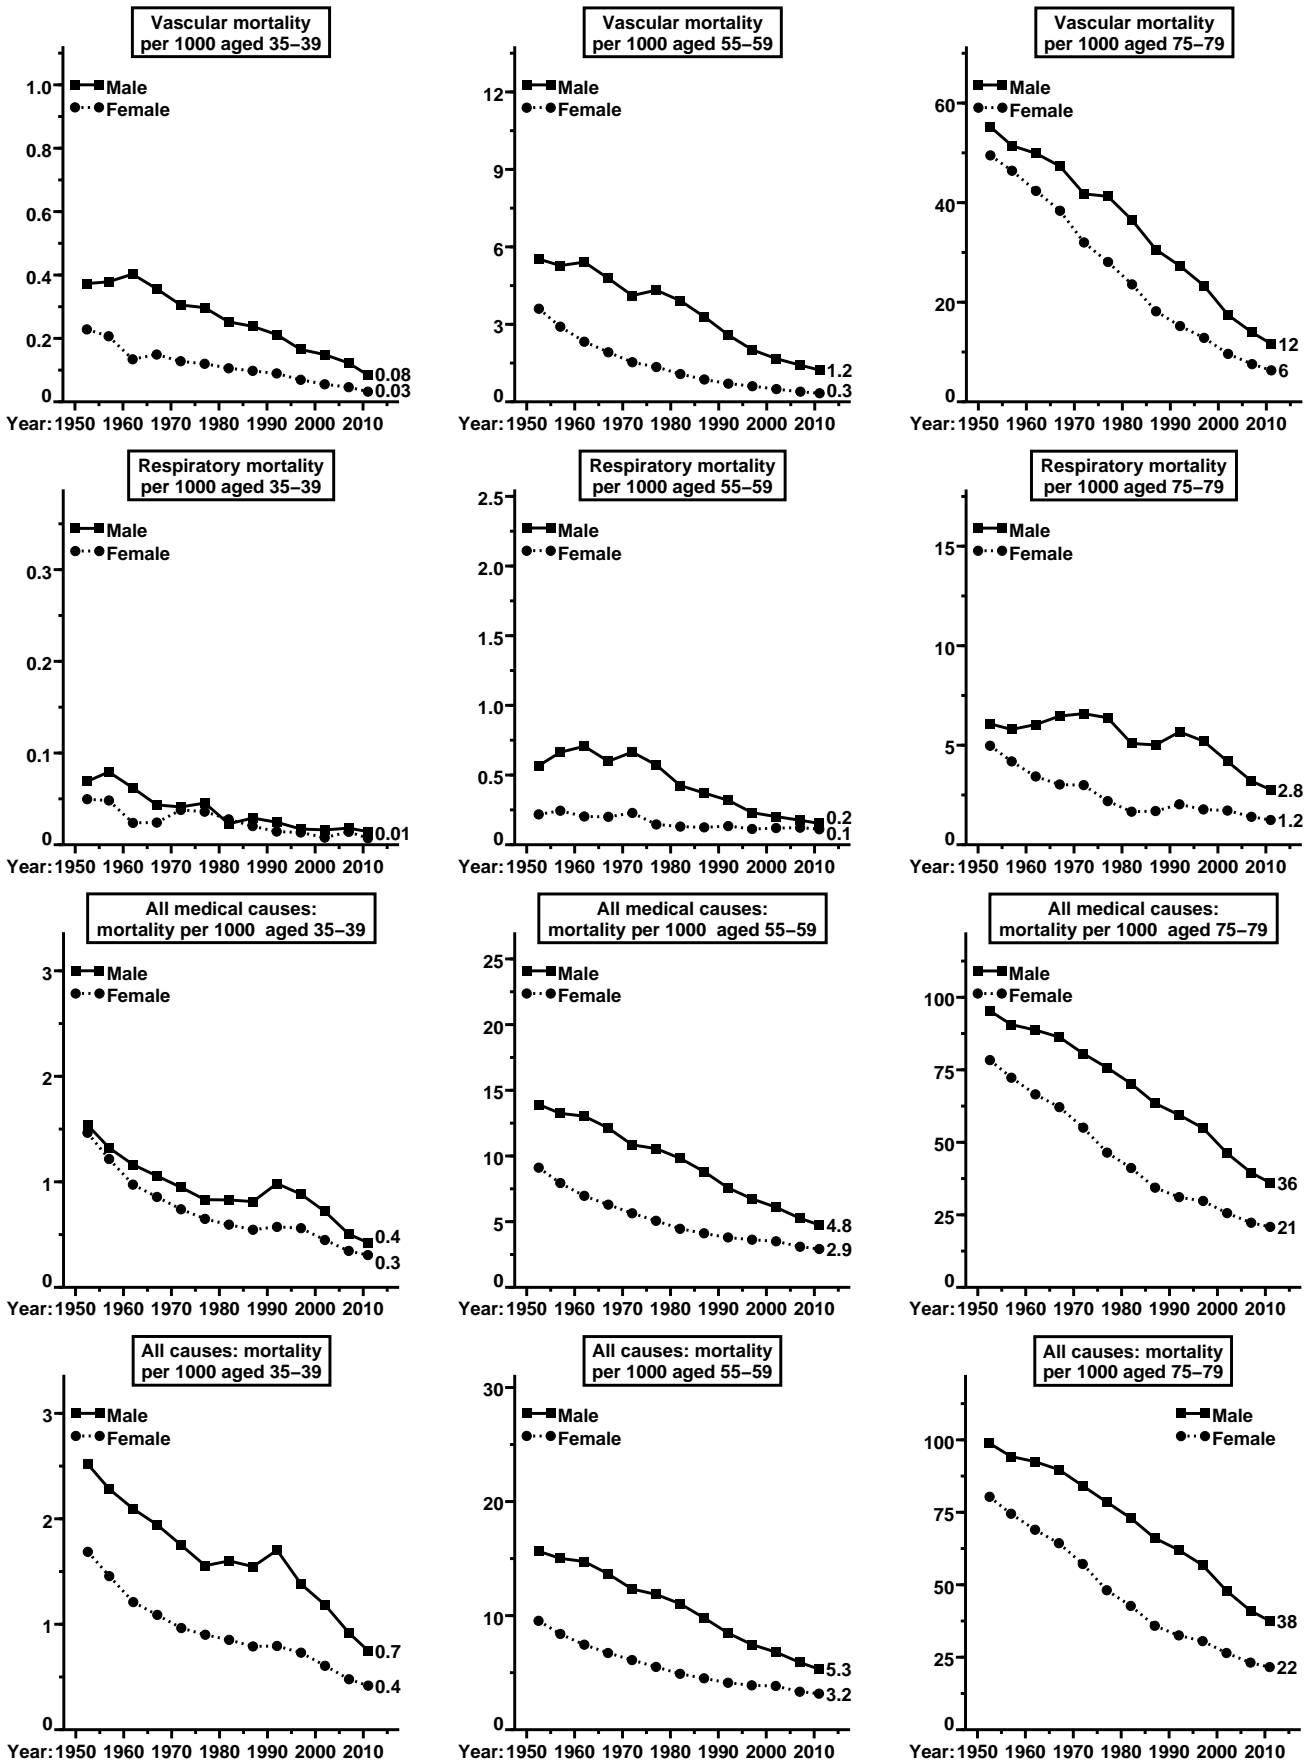 Vascular mortality
per 1000 aged 35–39
1.0
0.8
0.6
0.4
0.2
0
Male
Female
0.08
0.03
Year: 1950 1960 1970 1980 1990 2000 2010
Vascular mortality
per 1000 aged 55–59
12
9
6
3
0
Male
Female
1.2
0.3
Year: 1950 1960 1970 1980 1990 2000 2010
Vascular mortality
per 1000 aged 75–79
60
40
20
0
Male
Female
12
6
Year: 1950 1960 1970 1980 1990 2000 2010
Respiratory mortality
per 1000 aged 35–39
0.3
0.2
0.1
0
Male
Female
0.01
Year: 1950 1960 1970 1980 1990 2000 2010
Respiratory mortality
per 1000 aged 55–59
2.5
2.0
1.5
1.0
0.5
0
Male
Female
0.2
0.1
Year: 1950 1960 1970 1980 1990 2000 2010
Respiratory mortality
per 1000 aged 75–79
15
10
5
0
Male
Female
2.8
1.2
Year: 1950 1960 1970 1980 1990 2000 2010
All medical causes:
mortality per 1000 aged 35–39
3
2
1
0
Male
Female
0.4
0.3
Year: 1950 1960 1970 1980 1990 2000 2010
All medical causes:
mortality per 1000 aged 55–59
25
20
15
10
5
0
Male
Female
4.8
2.9
Year: 1950 1960 1970 1980 1990 2000 2010
All medical causes:
mortality per 1000 aged 75–79
100
75
50
25
0
Male
Female
36
21
Year: 1950 1960 1970 1980 1990 2000 2010
All causes: mortality
per 1000 aged 35–39
3
2
1
0
Male
Female
0.7
0.4
Year: 1950 1960 1970 1980 1990 2000 2010
All causes: mortality
per 1000 aged 55–59
30
20
10
0
Male
Female
5.3
3.2
Year: 1950 1960 1970 1980 1990 2000 2010
All causes: mortality
per 1000 aged 75–79
100
75
50
25
0
Male
Female
38
22
Year: 1950 1960 1970 1980 1990 2000 2010